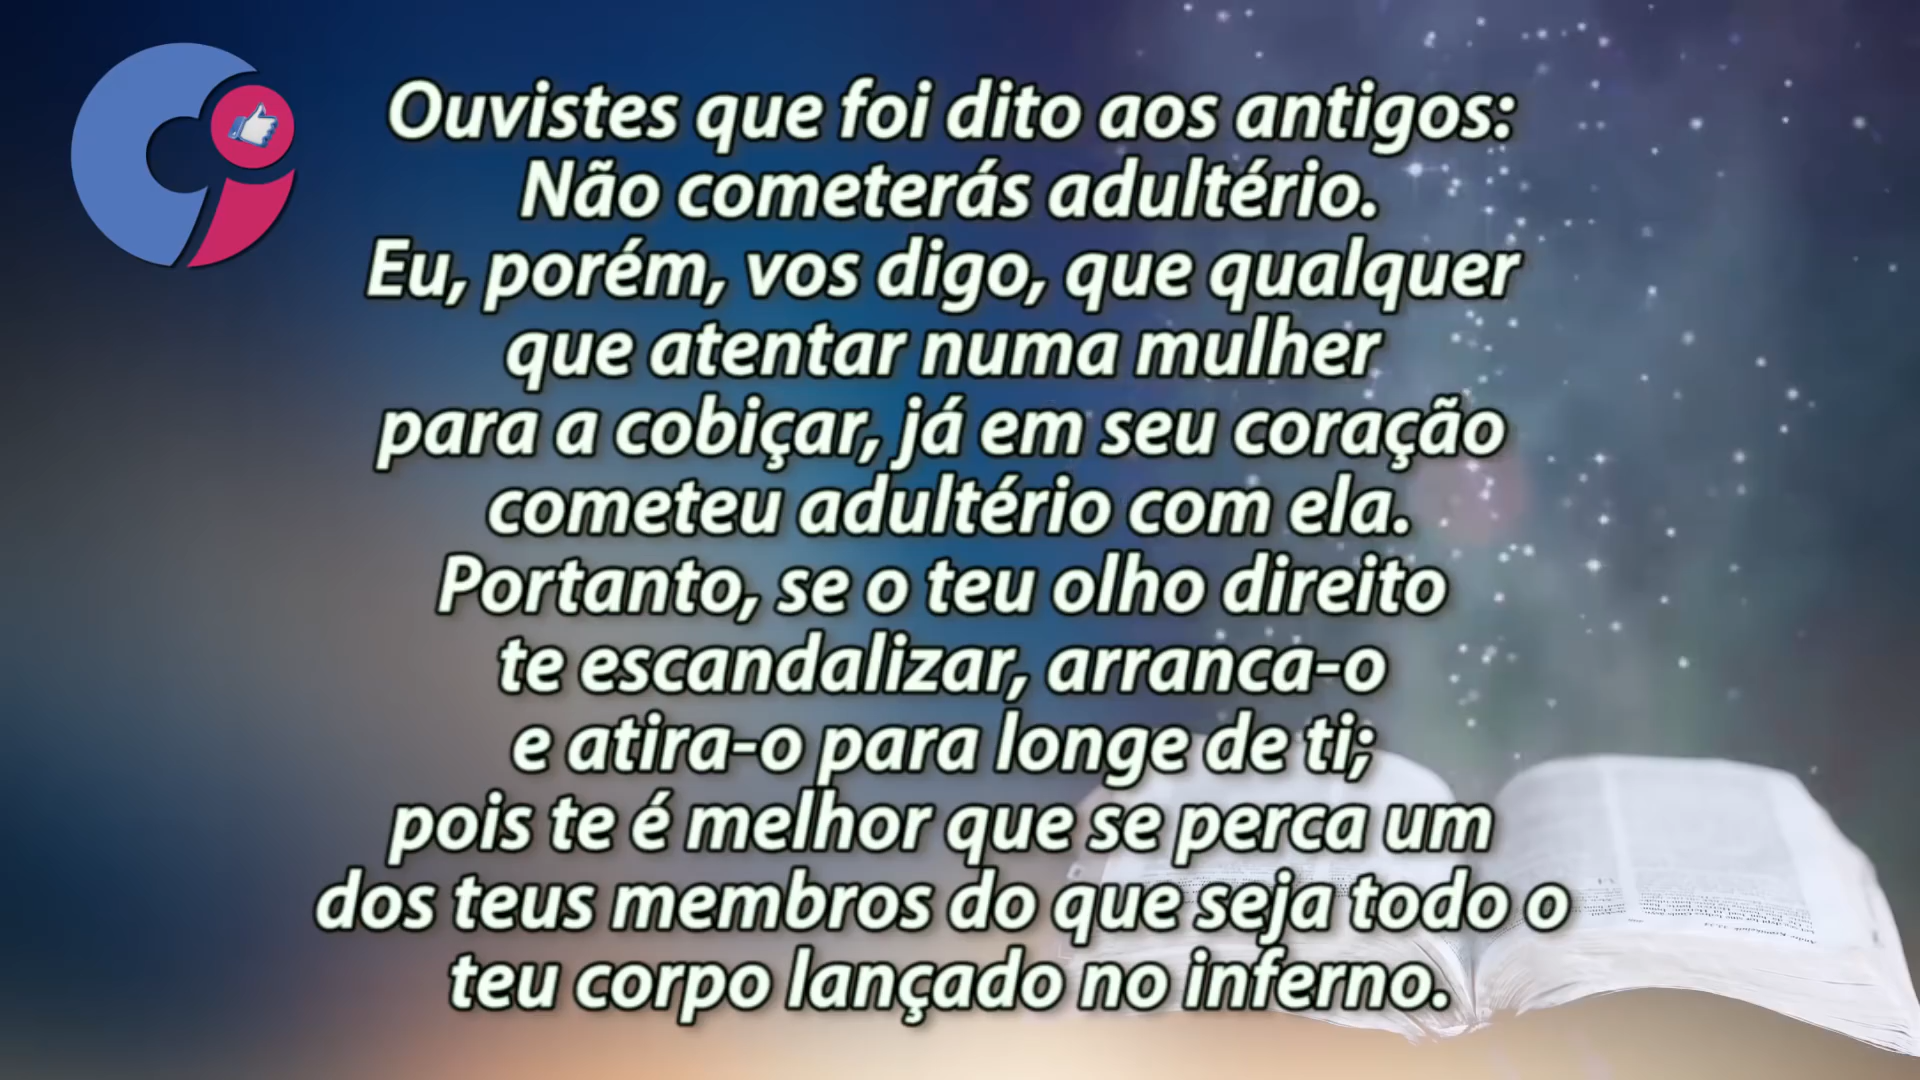 Ouvistes que foi dito aos antigos:
Não cometerás adultério.
Eu, porém, vos digo, que qualquer
que atentar numa mulher
para a cobiçar, já em seu coração
cometeu adultério com ela.
Portanto, se o teu olho direito
te escandalizar, arranca-o
e atira-o para longe de ti;
pois te é melhor que se perca um
dos teus membros do que seja todo o
teu corpo lançado no inferno.